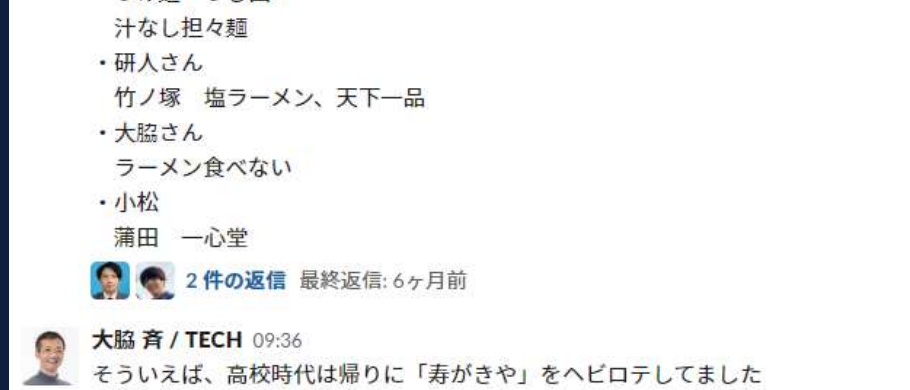 汁なし担々麺
・研人さん
竹ノ塚　塩ラーメン、天下一品
・大脇さん
ラーメン食べない
・小松
蒲田　一心堂
2 件の返信 最終返信: 6ヶ月前
大脇 斉 / TECH 09:36
そういえば、高校時代は帰りに「寿がきや」をヘビロテしてました